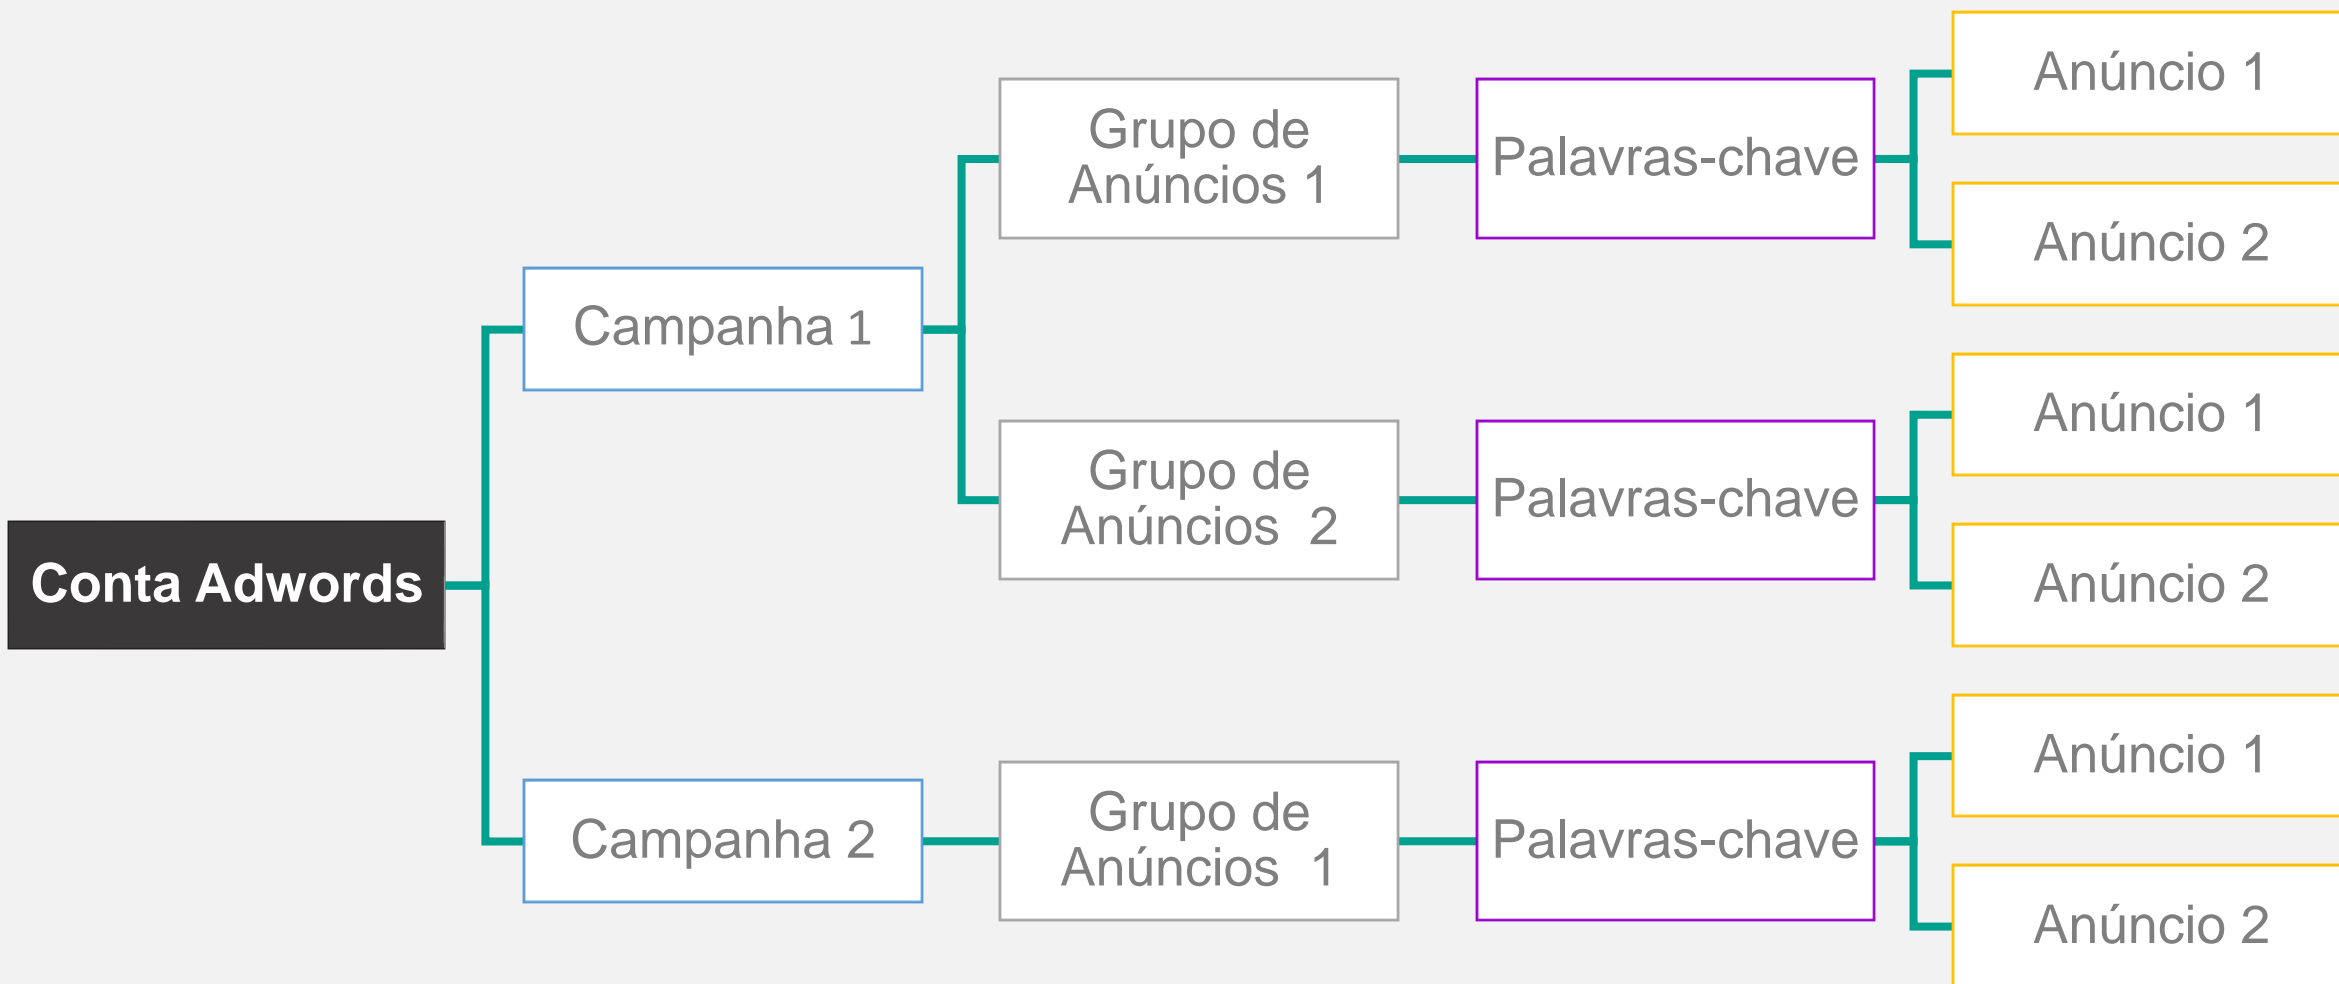 Conta Adwords
Campanha 1
Grupo de
Anúncios 1
Palavras-chave
Anúncio 1
Anúncio 2
Grupo de
Anúncios 2
Palavras-chave
Anúncio 1
Anúncio 2
Campanha 2
Grupo de
Anúncios 1
Palavras-chave
Anúncio 1
Anúncio 2